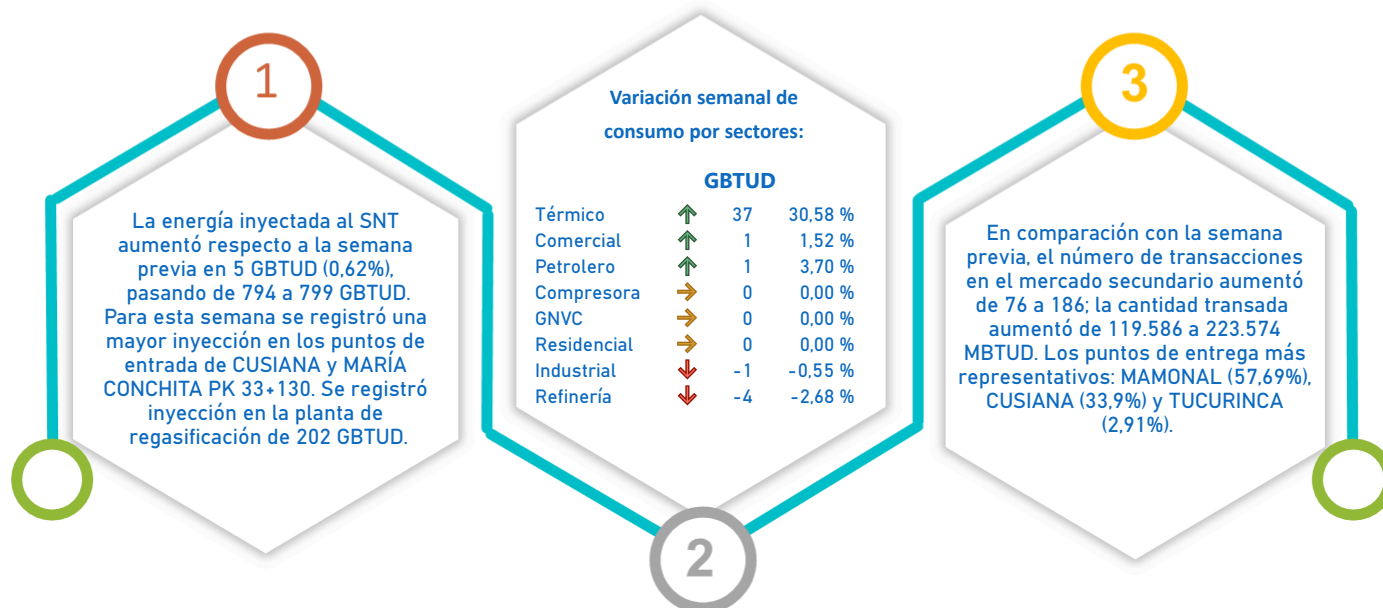 1
La energía inyectada al SNT
aumentó respecto a la semana
previa en 5 GBTUD (0,62%),
pasando de 794 a 799 GBTUD.
Para esta semana se registró una
mayor inyección en los puntos de
entrada de CUSIANA y MARÍA
CONCHITA PK 33+130. Se registró
inyección en la planta de
regasificación de 202 GBTUD.
Variación semanal de
consumo por sectores:
GBTUD
Térmico 37 30,58 %
Comercial 1 1,52 %
Petrolero 1 3,70 %
Compresora 0 0,00 %
GNVC 0 0,00 %
Residencial 0 0,00 %
Industrial -1 -0,55 %
Refinería -4 -2,68 %
2
3
En comparación con la semana
previa, el número de transacciones
en el mercado secundario aumentó
de 76 a 186; la cantidad transada
aumentó de 119.586 a 223.574
MBTUD. Los puntos de entrega más
representativos: MAMONAL (57,69%),
CUSIANA (33,9%) y TUCURINCA
(2,91%).